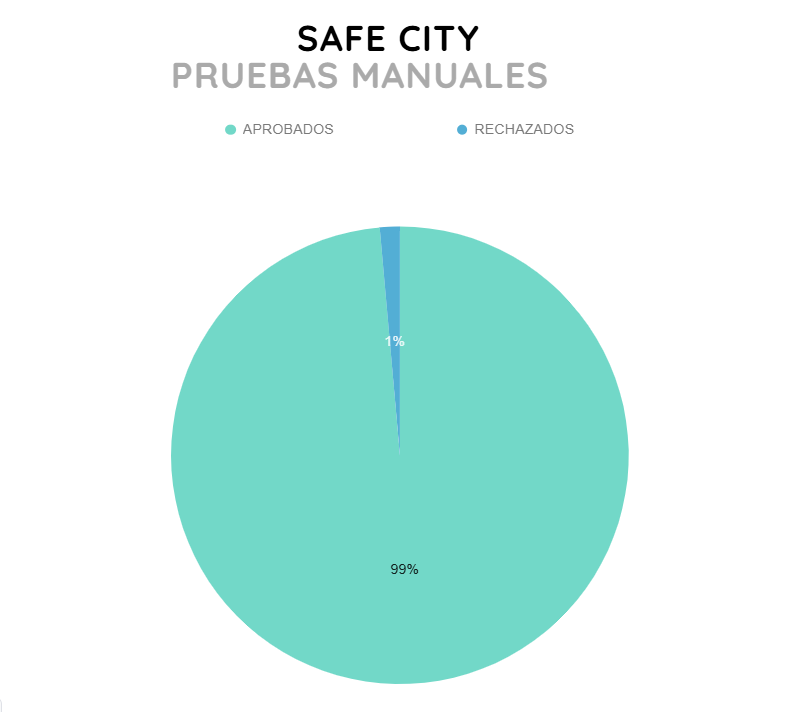 SAFE CITY
PRUEBAS MANUALES
APROBADOS RECHAZADOS
1%
99%